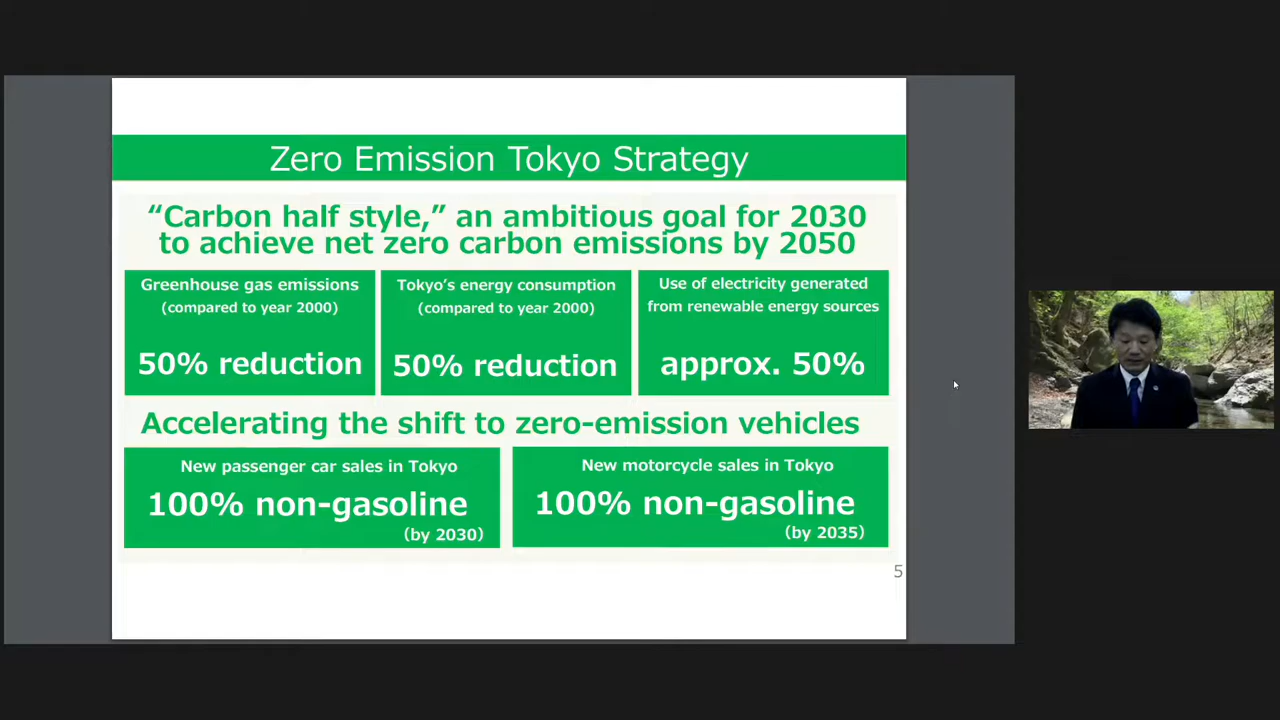 Zero Emission Tokyo Strategy
“Carbon half style,” an ambitious goal for 2030
to achieve net zero carbon emissions by 2050
Greenhouse gas emissions
(compared to year 2000)
50% reduction
Tokyo’s energy consumption
(compared to year 2000)
50% reduction
Use of electricity generated
from renewable energy sources
approx. 50%
Accelerating the shift to zero-emission vehicles
New passenger car sales in Tokyo
100% non-gasoline
(by 2030)
New motorcycle sales in Tokyo
100% non-gasoline
(by 2035)
5